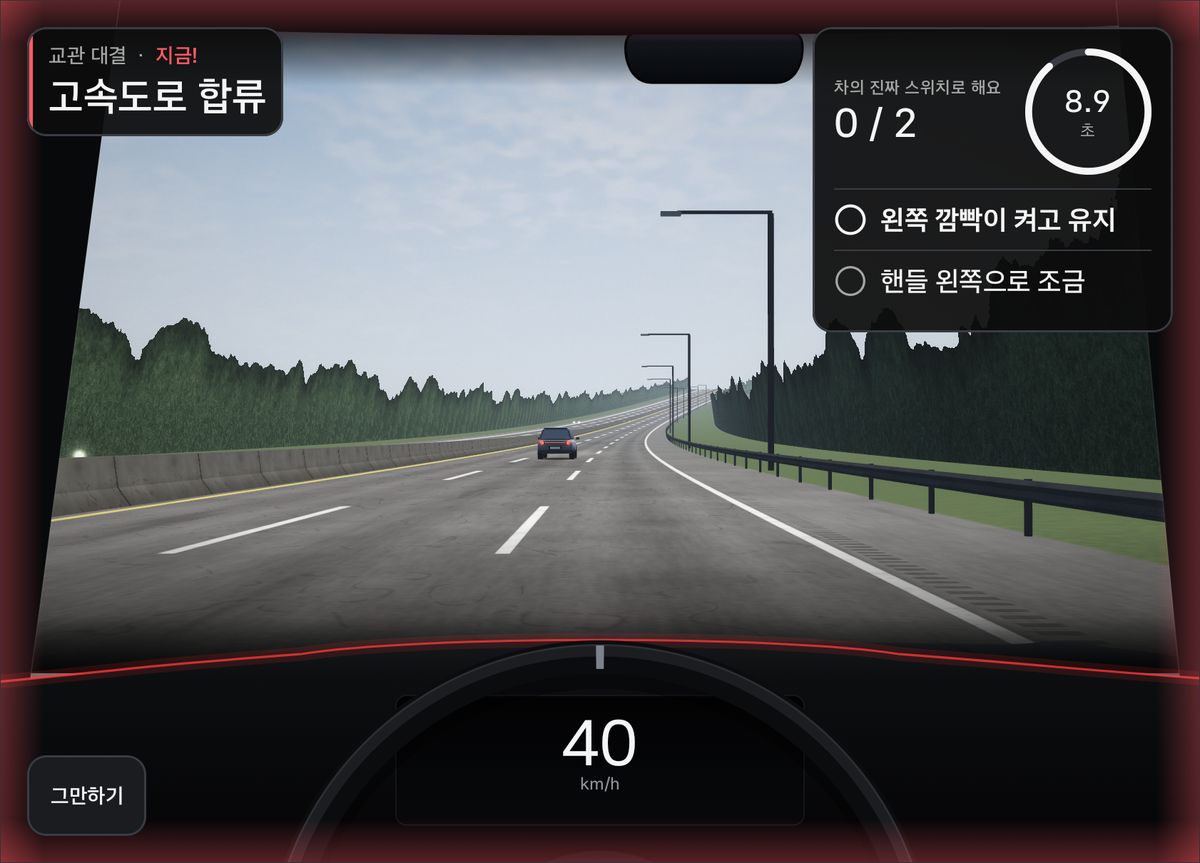 교관 대결 · 지금!
고속도로 합류
차의 진짜 스위치로 해요
0 / 2
8.9
초
왼쪽 깜빡이 켜고 유지
핸들 왼쪽으로 조금
40
km/h
그만하기